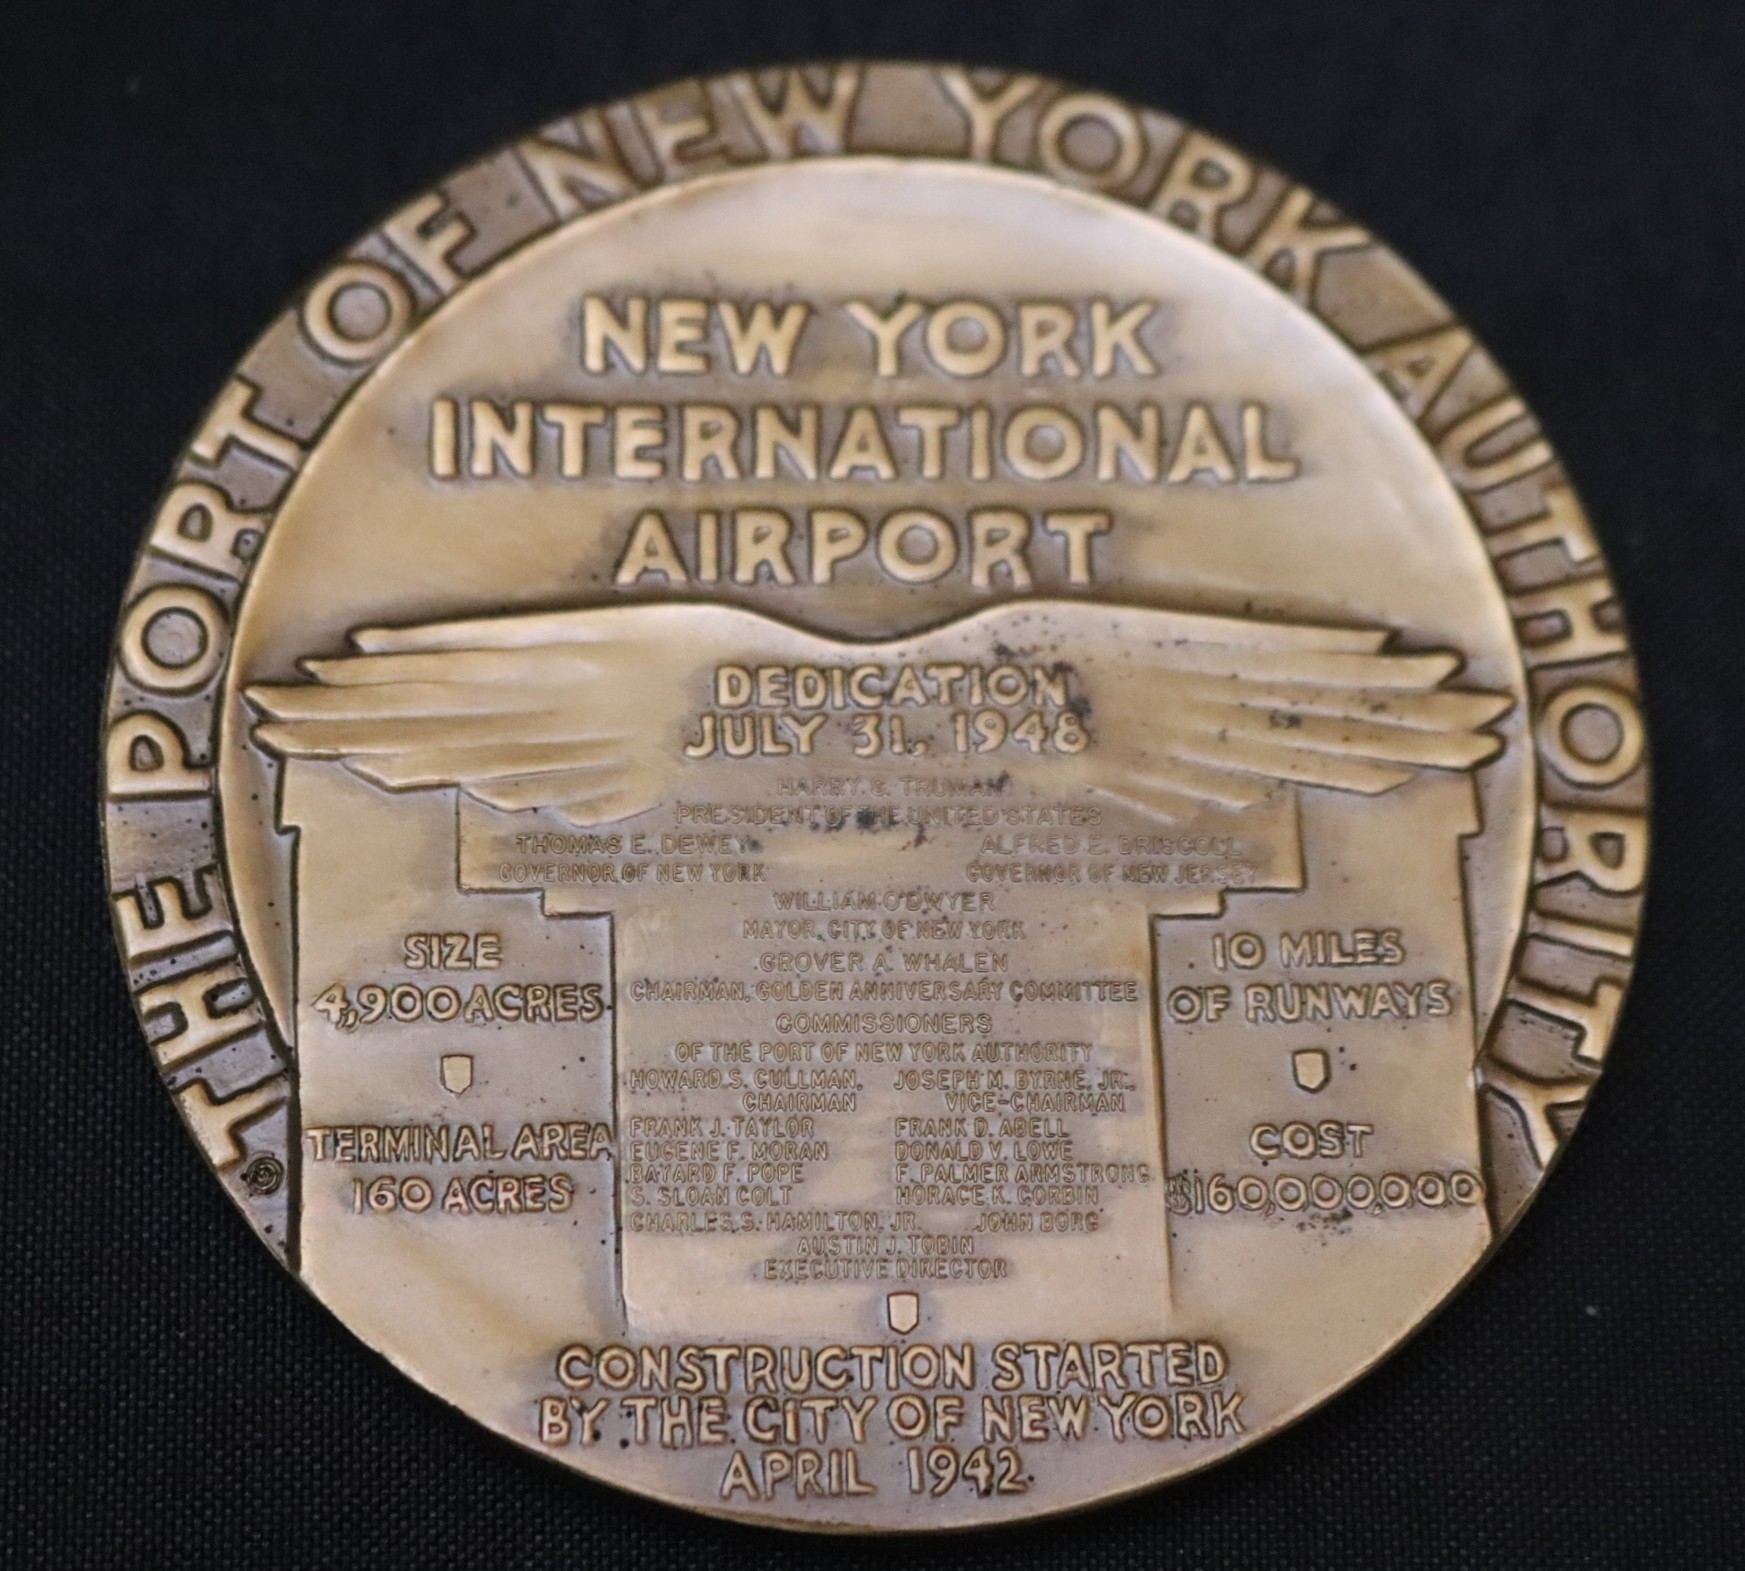 THE PORT OF NEW YORK AUTHORITY
NEW YORK
INTERNATIONAL
AIRPORT
DEDICATION
JULY 31, 1948
HARRY S. TRUMAN
PRESIDENT OF THE UNITED STATES
THOMAS E. DEWEY
GOVERNOR OF NEW YORK
ALFRED E. DRISCOLL
GOVERNOR OF NEW JERSEY
WILLIAM O'DWYER
MAYOR, CITY OF NEW YORK
GROVER A. WHALEN
CHAIRMAN, GOLDEN ANNIVERSARY COMMITTEE
COMMISSIONERS
OF THE PORT OF NEW YORK AUTHORITY
HOWARD S. CULLMAN,
CHAIRMAN
JOSEPH M. BYRNE, JR.,
VICE-CHAIRMAN
FRANK J. TAYLOR
FRANK D. ABELL
EUGENE F. MORAN
DONALD V. LOWE
BAYARD F. POPE
F. PALMER ARMSTRONG
S. SLOAN COLT
HORACE K. CORBIN
CHARLES S. HAMILTON, JR.
JOHN BORG
AUSTIN J. TOBIN
EXECUTIVE DIRECTOR
SIZE
4,900 ACRES
TERMINAL AREA
160 ACRES
10 MILES
OF RUNWAYS
COST
$160,000,000
CONSTRUCTION STARTED
BY THE CITY OF NEW YORK
APRIL 1942